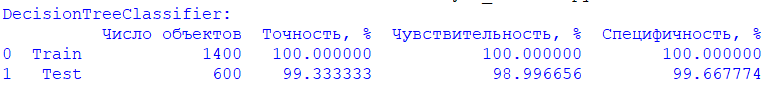 DecisionTreeClassifier:
Число объектов Точность, % Чувствительность, % Специфичность, %
0 Train 1400 100.000000 100.000000 100.000000
1 Test 600 99.333333 98.996656 99.667774